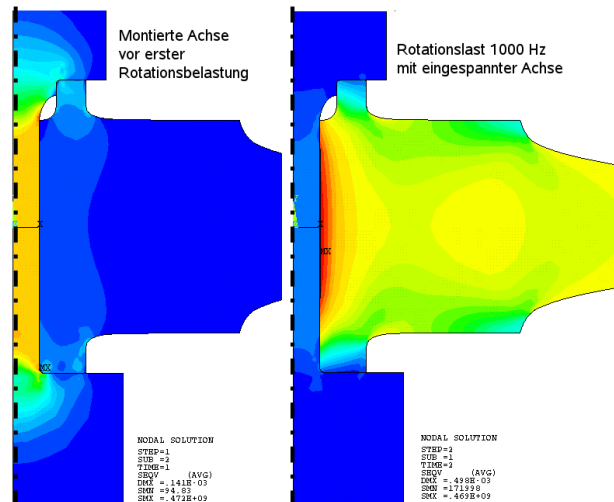 Montierte Achse
vor erster
Rotationsbelastung
Rotationslast 1000 Hz
mit eingespannter Achse
X
MX
MX
NODAL SOLUTION
STEP=1
SUB =2
TIME=1
SEQV (AVG)
DMX =.141E-03
SMN =94.83
SMX =.472E+09
NODAL SOLUTION
STEP=2
SUB =1
TIME=2
SEQV (AVG)
DMX =.498E-03
SMN =171998
SMX =.469E+09